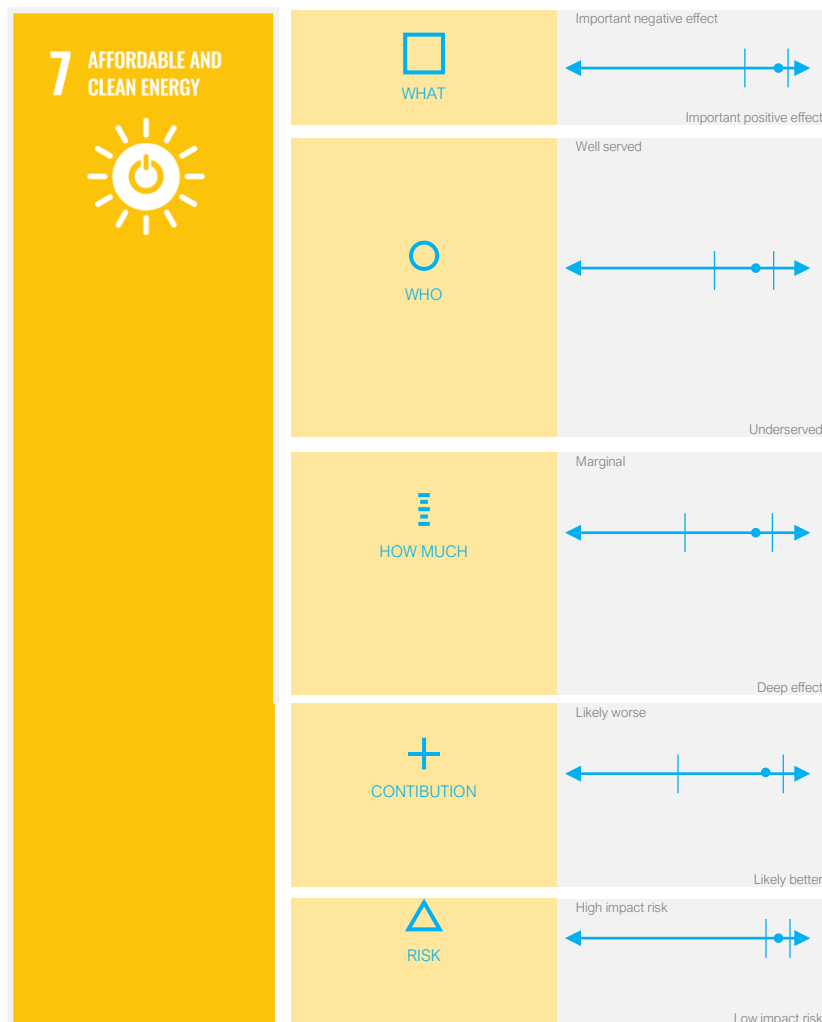 7 AFFORDABLE AND
CLEAN ENERGY
WHAT
Important negative effect
Important positive effect
WHO
Well served
Underserved
HOW MUCH
Marginal
Deep effect
CONTIBUTION
Likely worse
Likely better
RISK
High impact risk
Low impact risk